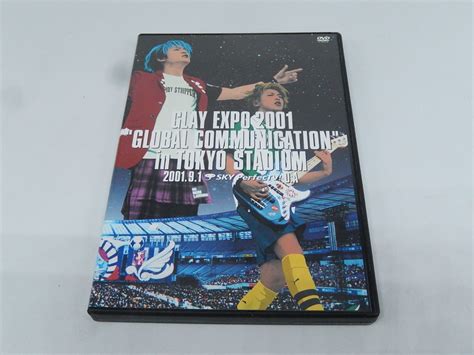 DVD
GLAY EXPO 2001
"GLOBAL COMMUNICATION"
in TOKYO STADIUM
2001.9.1 SKY PerfecTV! O.A